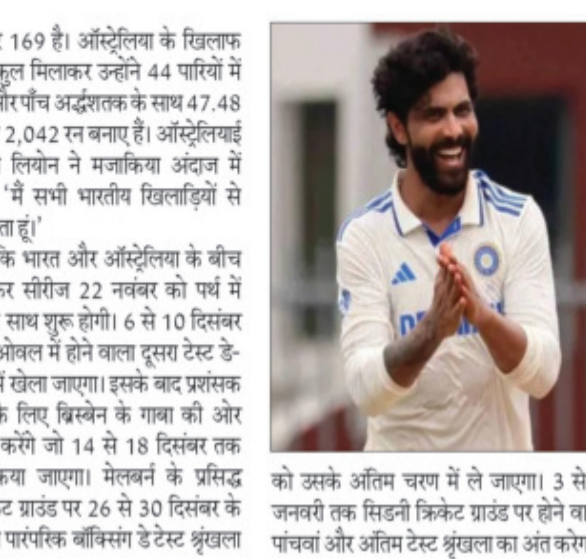 169 है। ऑस्ट्रेलिया के खिलाफ
कुल मिलाकर उन्होंने 44 पारियों में
और पाँच अर्द्धशतक के साथ 47.48
2,042 रन बनाए हैं। ऑस्ट्रेलियाई
लियोन ने मजाकिया अंदाज में
'मैं सभी भारतीय खिलाड़ियों से
हूं।'
कि भारत और ऑस्ट्रेलिया के बीच
सीरीज 22 नवंबर को पर्थ में
साथ शुरू होगी। 6 से 10 दिसंबर
ओवल में होने वाला दूसरा टेस्ट डे-
में खेला जाएगा। इसके बाद प्रशंसक
के लिए ब्रिस्बेन के गाबा की ओर
करेंगे जो 14 से 18 दिसंबर तक
किया जाएगा। मेलबर्न के प्रसिद्ध
ग्राउंड पर 26 से 30 दिसंबर के
पारंपरिक बॉक्सिंग डे टेस्ट श्रृंखला
को उसके अंतिम चरण में ले जाएगा। 3 से
जनवरी तक सिडनी क्रिकेट ग्राउंड पर होने वा
पांचवां और अंतिम टेस्ट श्रृंखला का अंत करेग